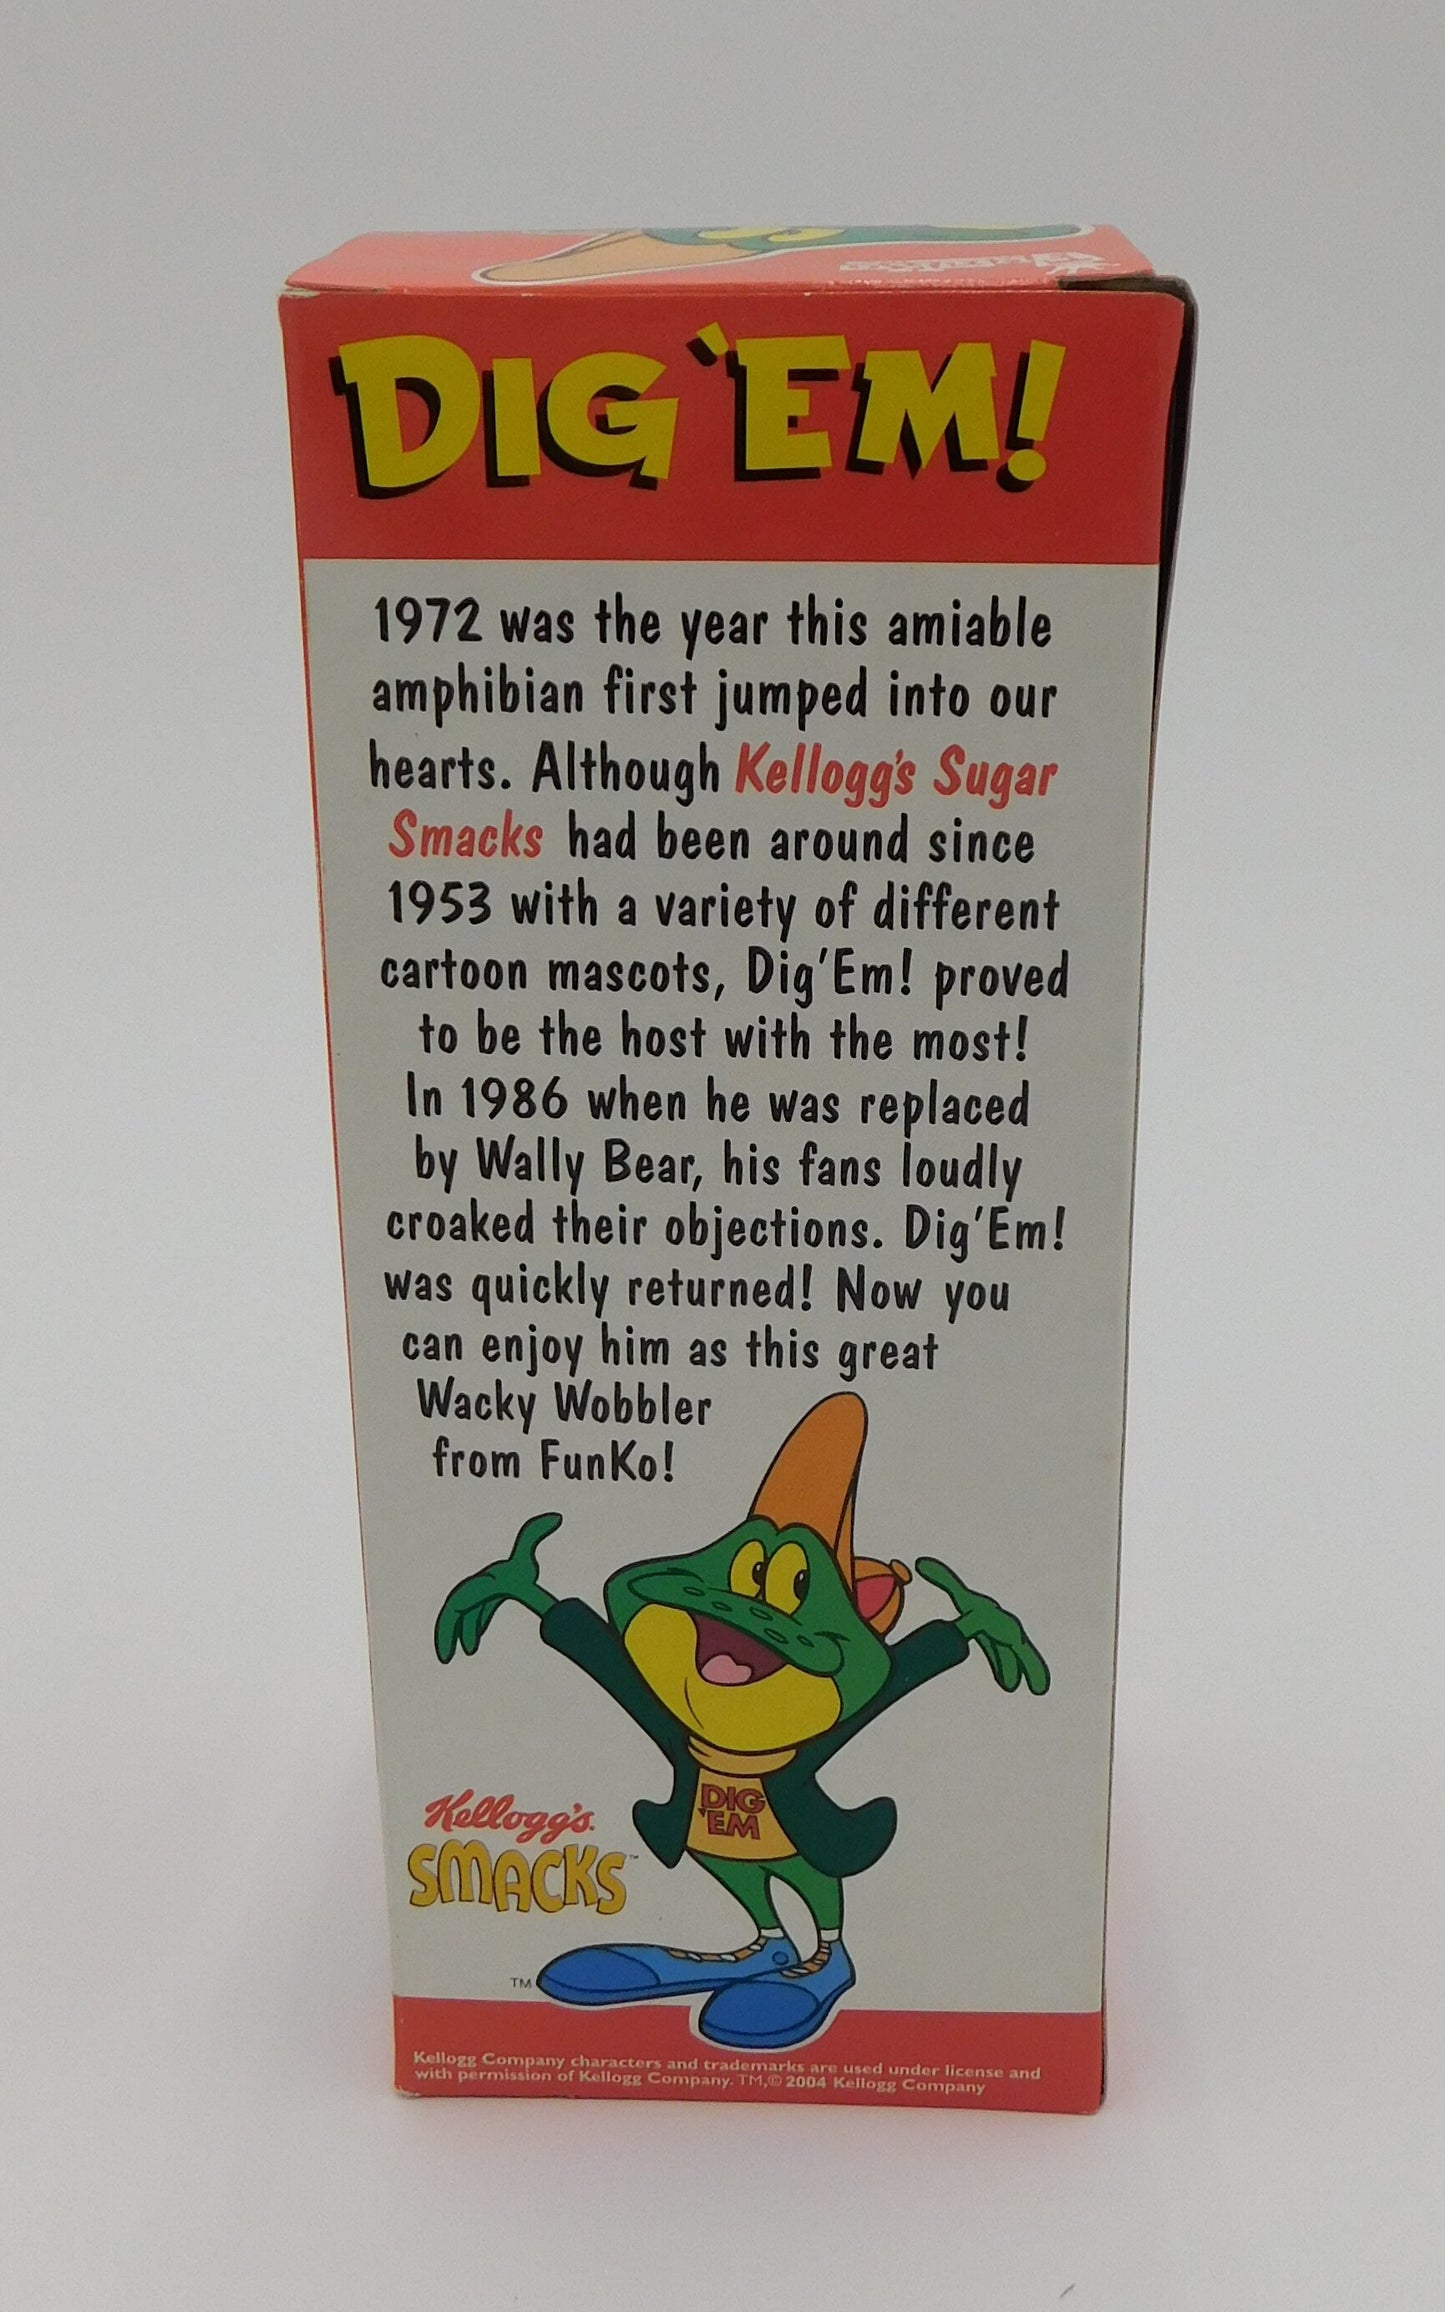 DIG 'EM!
1972 was the year this amiable
amphibian first jumped into our
hearts. Although Kellogg's Sugar
Smacks had been around since
1953 with a variety of different
cartoon mascots, Dig'Em! proved
to be the host with the most!
In 1986 when he was replaced
by Wally Bear, his fans loudly
croaked their objections. Dig'Em!
was quickly returned! Now you
can enjoy him as this great
Wacky Wobbler
from FunKo!
DIG
'EM
Kellogg's
SMACKS™
TM
Kellogg Company characters and trademarks are used under license and
with permission of Kellogg Company. TM,© 2004 Kellogg Company